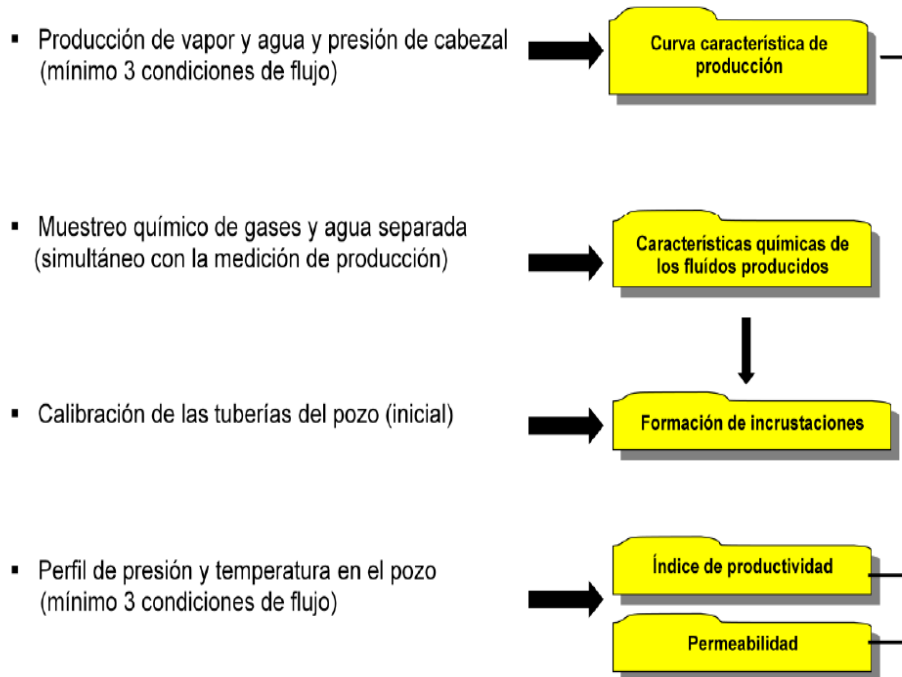 ▪ Producción de vapor y agua y presión de cabezal
(mínimo 3 condiciones de flujo)
Curva característica de
producción
▪ Muestreo químico de gases y agua separada
(simultáneo con la medición de producción)
Características químicas de
los fluídos producidos
▪ Calibración de las tuberías del pozo (inicial)
Formación de incrustaciones
▪ Perfil de presión y temperatura en el pozo
(mínimo 3 condiciones de flujo)
Índice de productividad
Permeabilidad